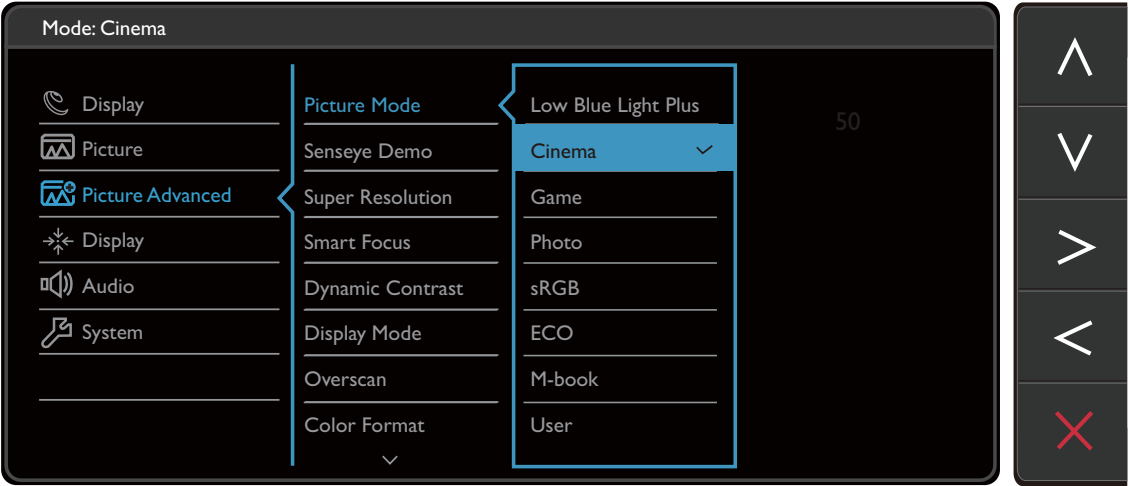 Mode: Cinema
Display
Picture
Picture Advanced
Display
Audio
System
Picture Mode
Senseye Demo
Super Resolution
Smart Focus
Dynamic Contrast
Display Mode
Overscan
Color Format
Low Blue Light Plus
Cinema
Game
Photo
sRGB
ECO
M-book
User
50